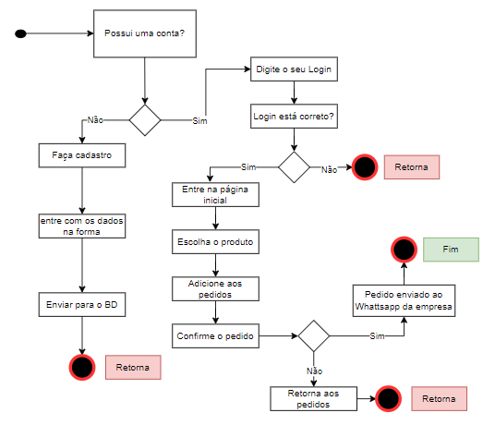 Possui uma conta?
Não
Sim
Digite o seu Login
Login está correto?
Sim
Não
Retorna
Faça cadastro
entre com os dados
na forma
Enviar para o BD
Retorna
Entre na página
inicial
Escolha o produto
Adicione aos
pedidos
Confirme o pedido
Sim
Não
Pedido enviado ao
Whattsapp da empresa
Fim
Retorna aos
pedidos
Retorna